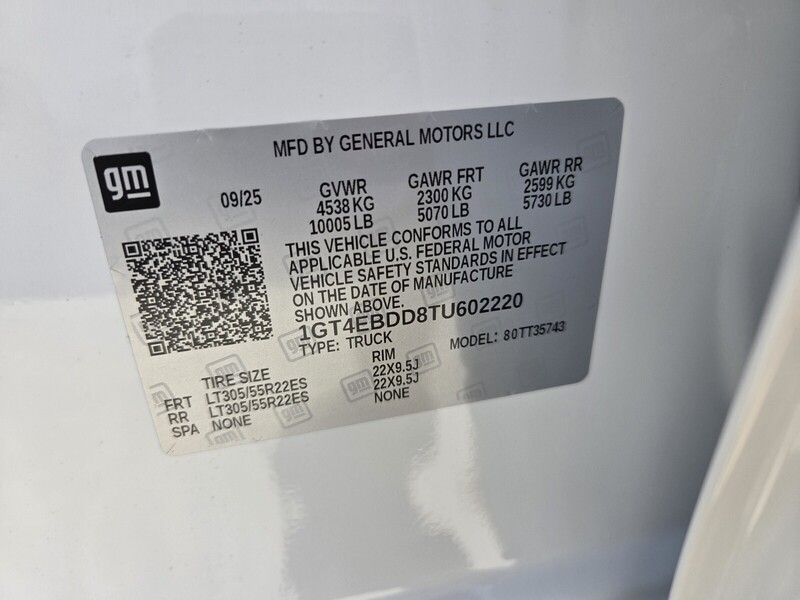 MFD BY GENERAL MOTORS LLC
gm
09/25
GVWR
4538 KG
10005 LB
GAWR FRT
2300 KG
5070 LB
GAWR RR
2599 KG
5730 LB
THIS VEHICLE CONFORMS TO ALL
APPLICABLE U.S. FEDERAL MOTOR
VEHICLE SAFETY STANDARDS IN EFFECT
ON THE DATE OF MANUFACTURE
SHOWN ABOVE.
1GT4EBDD8TU602220
TYPE: TRUCK
MODEL: 80TT35743
TIRE SIZE RIM
FRT LT305/55R22ES 22X9.5J
RR LT305/55R22ES 22X9.5J
SPA NONE NONE